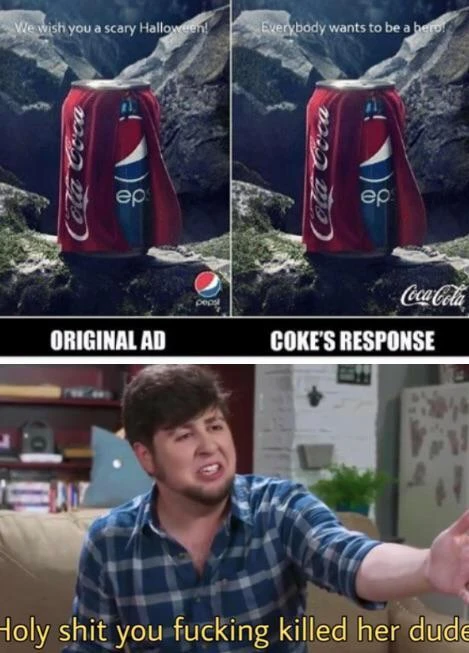 We wish you a scary Halloween!
Everybody wants to be a hero!
Cola Coca
ep
Cola Coca
ep
pepsi
Coca-Cola
ORIGINAL AD
COKE'S RESPONSE
Holy shit you fucking killed her dude